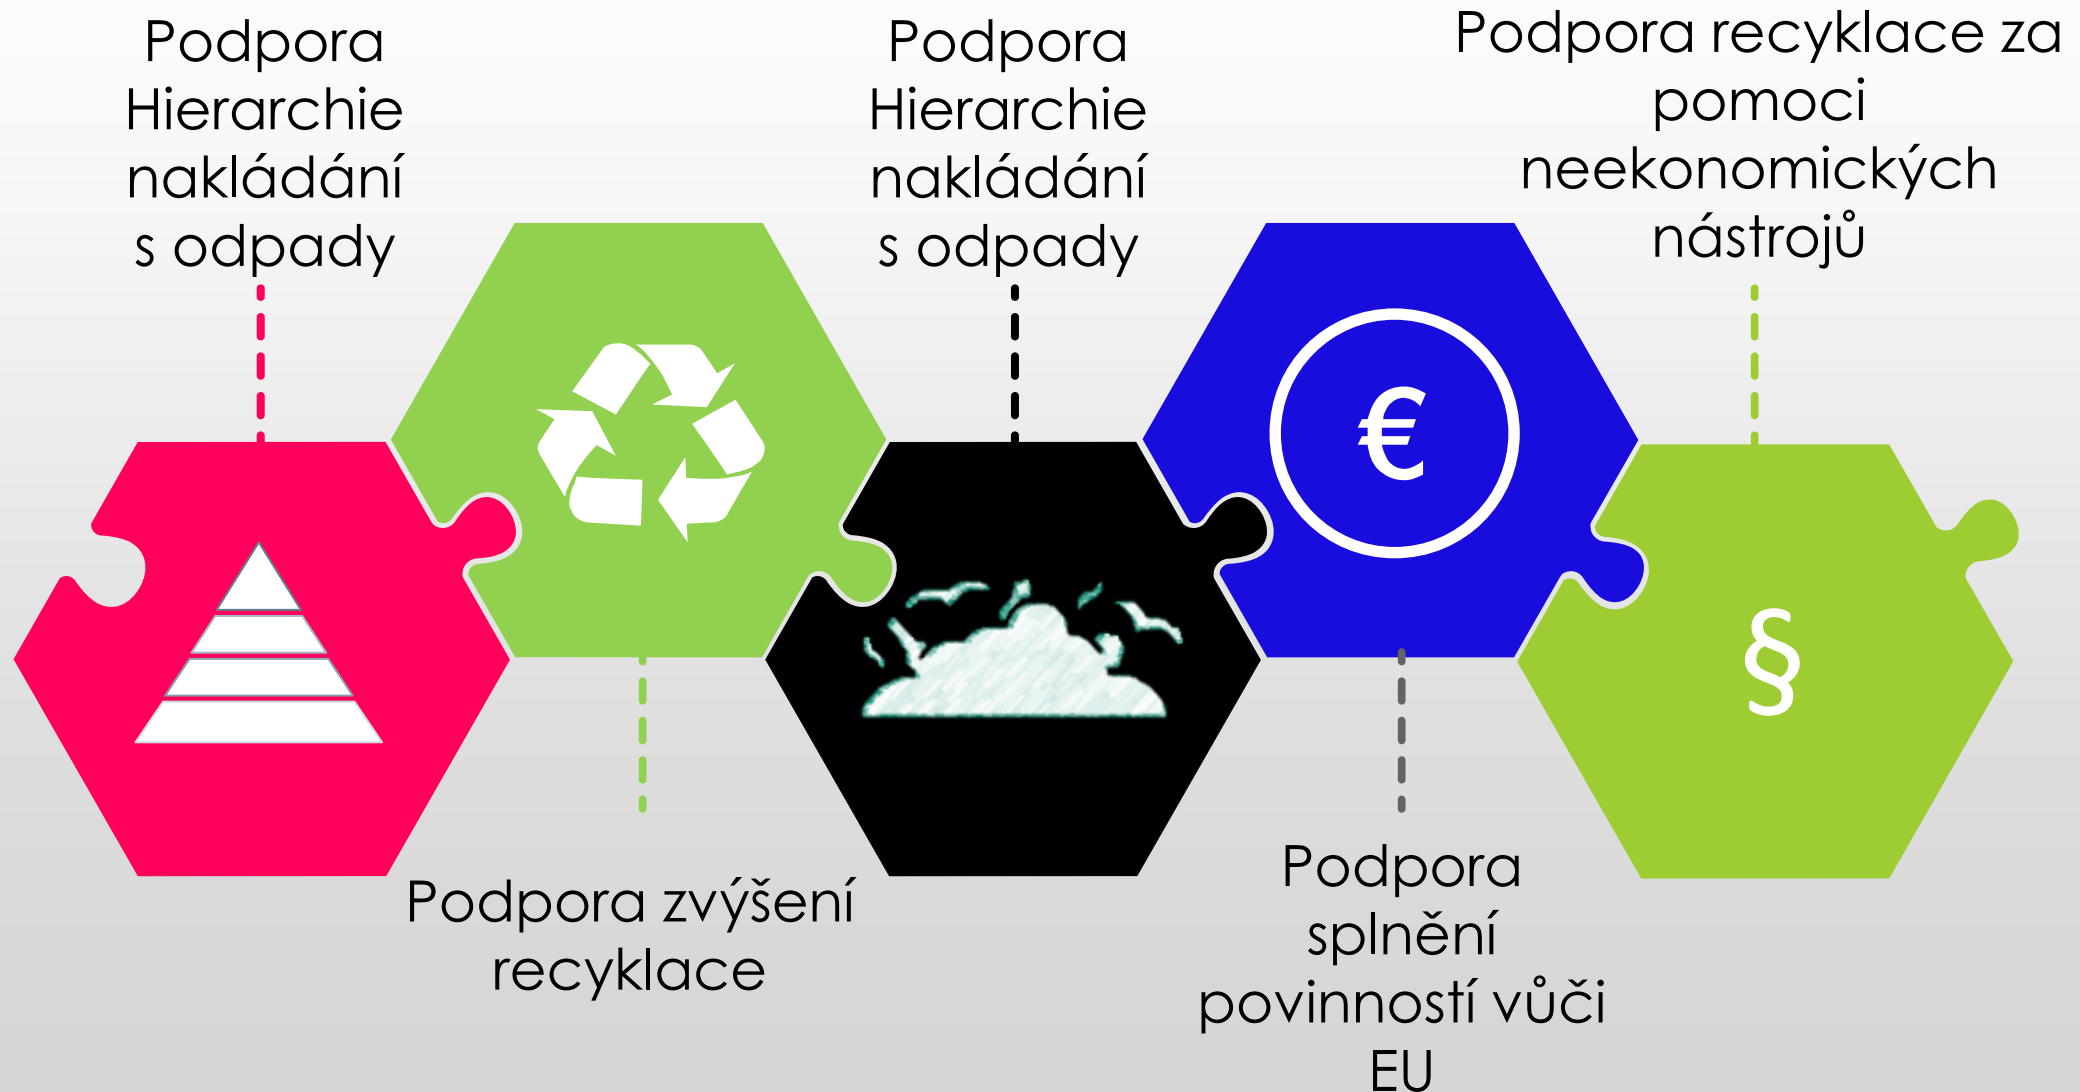 Podpora
Hierarchie
nakládání
s odpady
Podpora
Hierarchie
nakládání
s odpady
Podpora recyklace za
pomoci
neekonomických
nástrojů
€
§
Podpora zvýšení
recyklace
Podpora
splnění
povinností vůči
EU